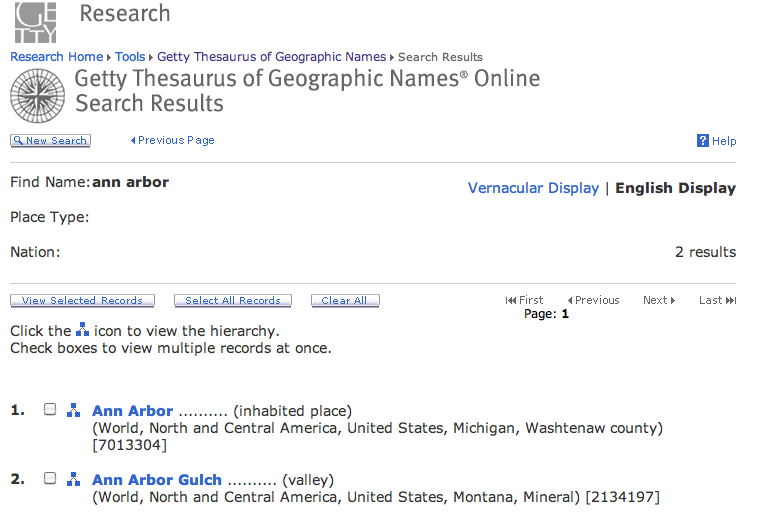 GE
TTY
Research
Research Home Tools Getty Thesaurus of Geographic Names Search Results
Getty Thesaurus of Geographic Names® Online
Search Results
New Search Previous Page Help
Find Name: ann arbor
Vernacular Display | English Display
Place Type:
Nation: 2 results
View Selected Records Select All Records Clear All First Previous Next Last
Page: 1
Click the icon to view the hierarchy.
Check boxes to view multiple records at once.
1. Ann Arbor .......... (inhabited place)
(World, North and Central America, United States, Michigan, Washtenaw county)
[7013304]
2. Ann Arbor Gulch .......... (valley)
(World, North and Central America, United States, Montana, Mineral) [2134197]